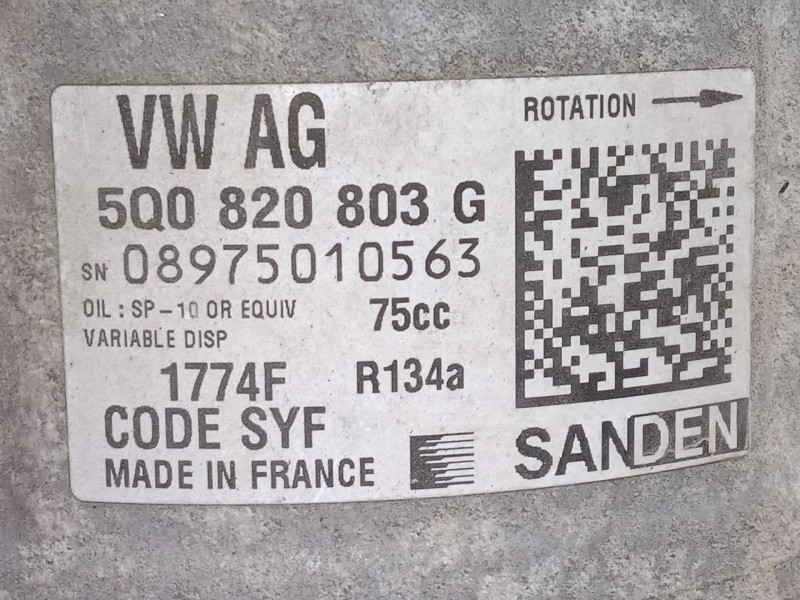 VW AG
ROTATION
5Q0 820 803 G
SN 08975010563
OIL : SP-10 OR EQUIV 75cc
VARIABLE DISP
1774F R134a
CODE SYF
MADE IN FRANCE
SANDEN